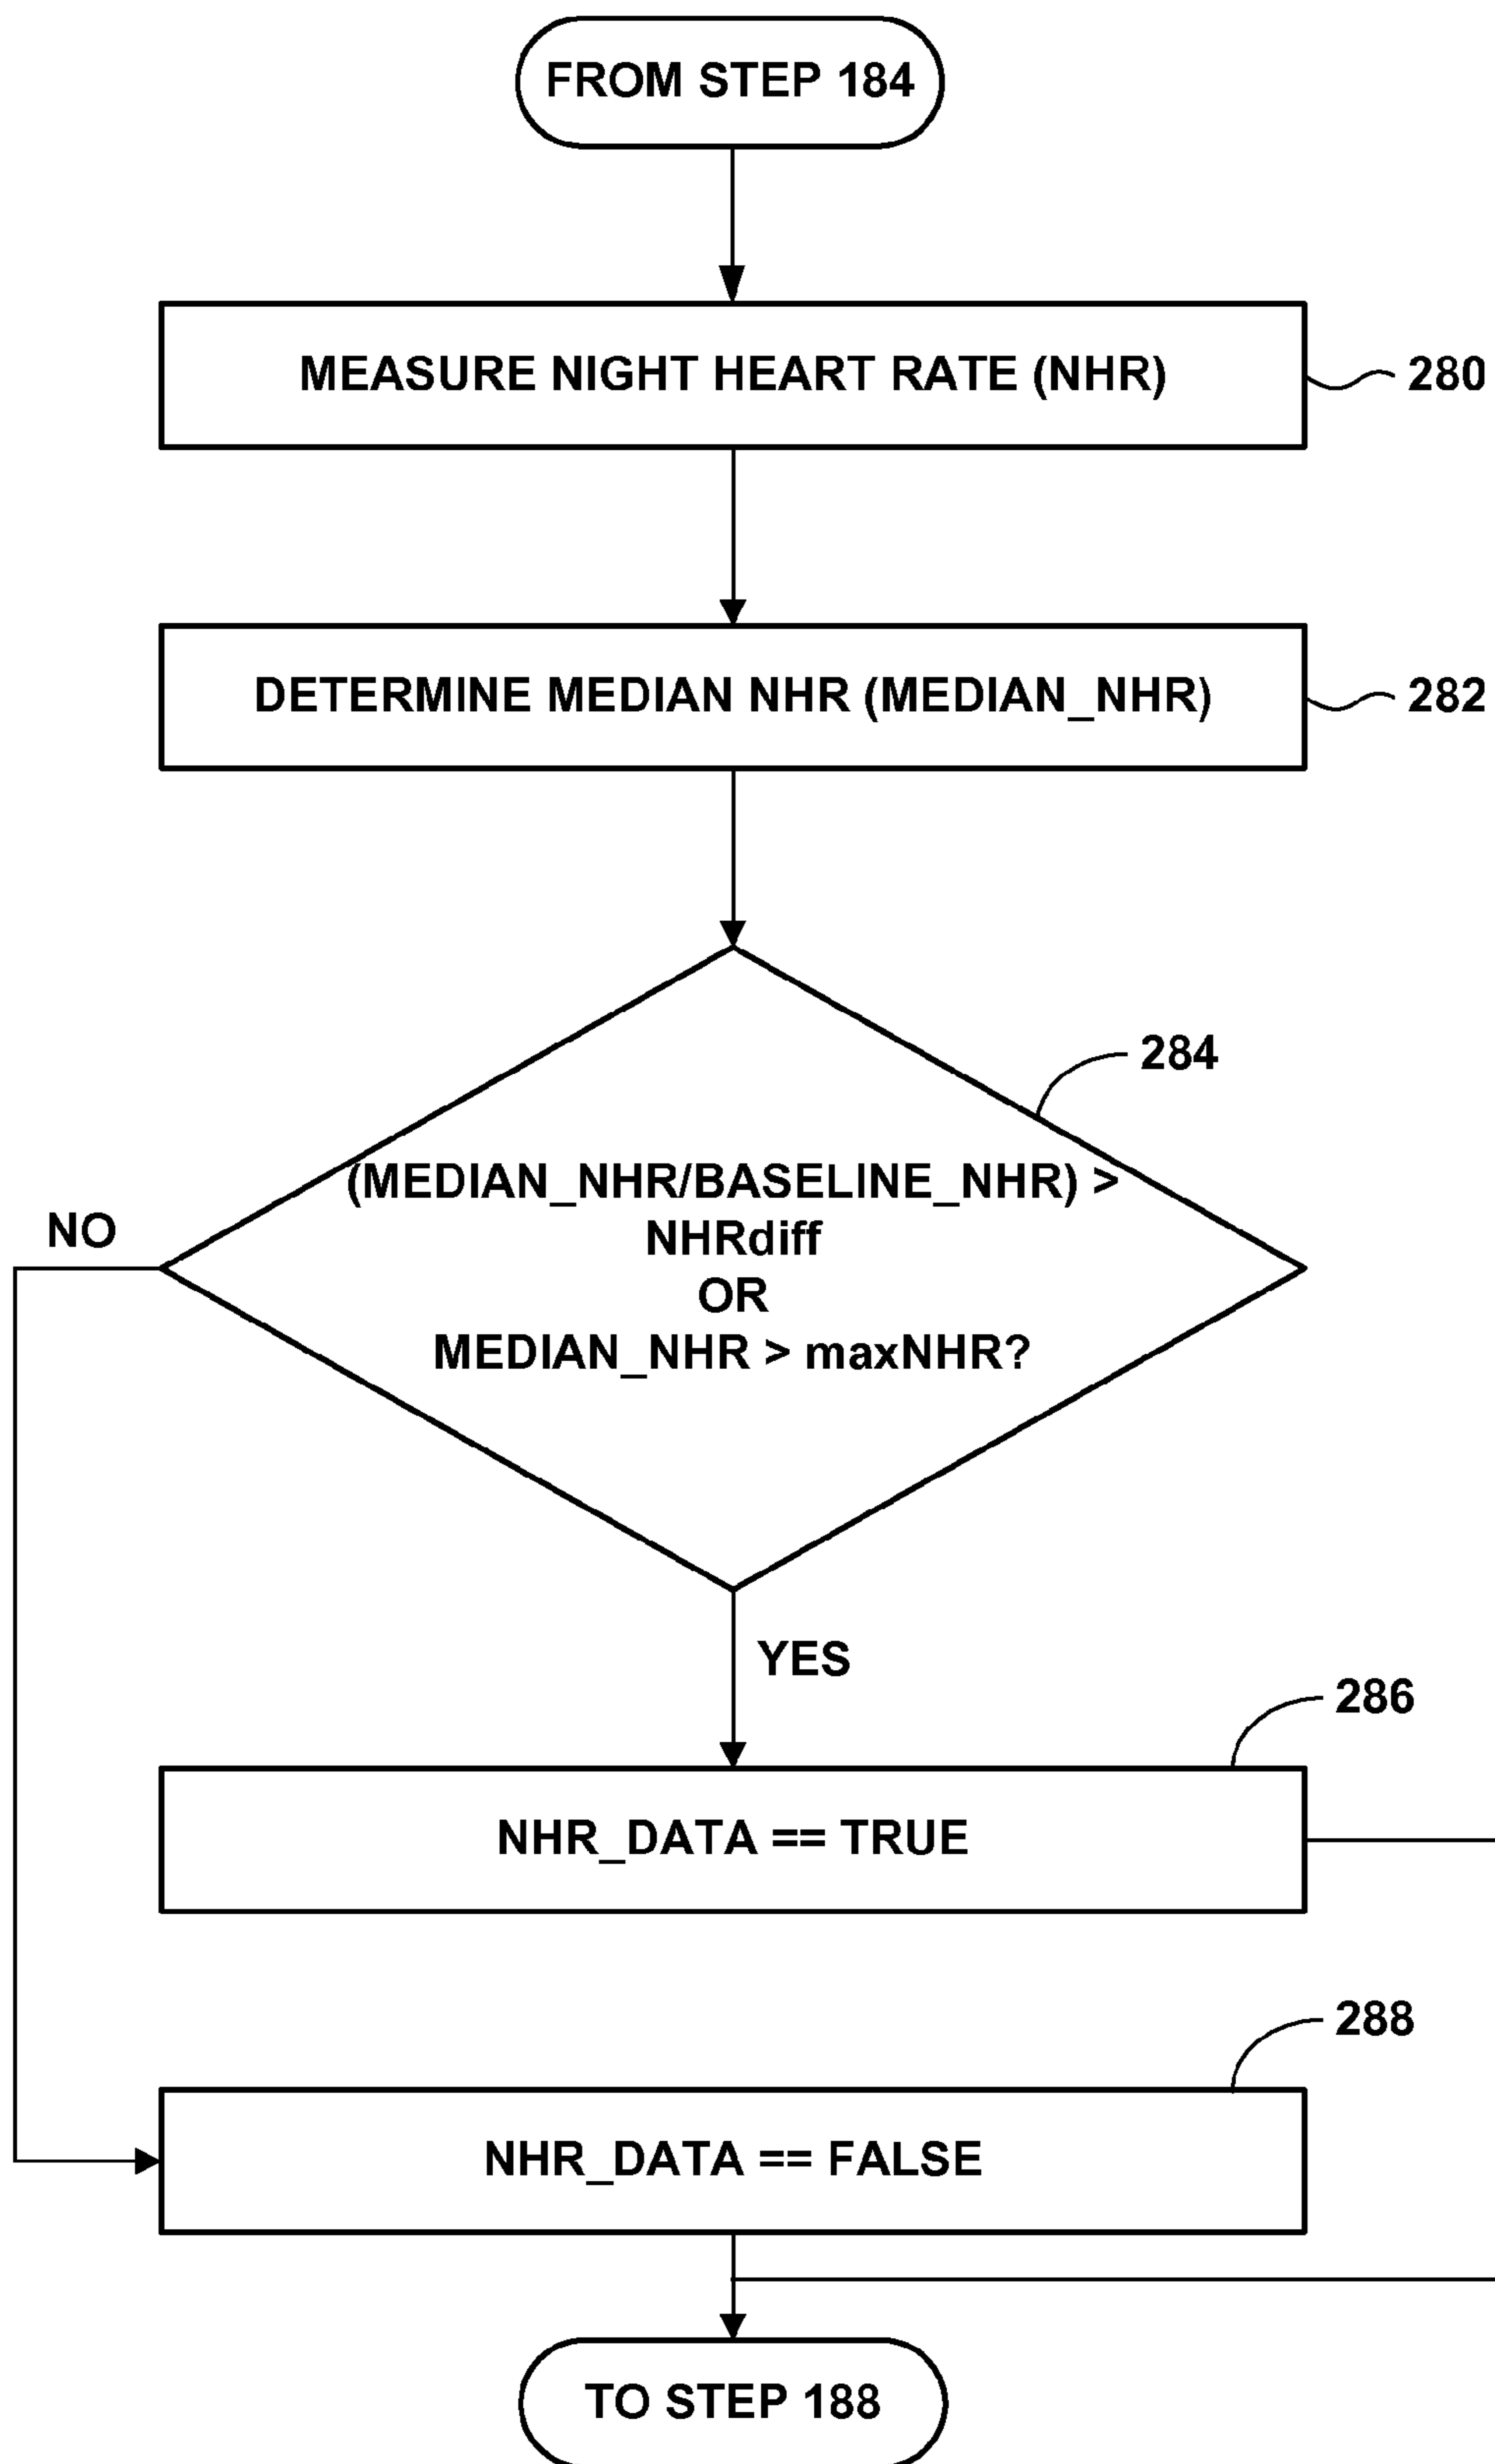 FROM STEP 184
MEASURE NIGHT HEART RATE (NHR)
280
DETERMINE MEDIAN NHR (MEDIAN_NHR)
282
284
(MEDIAN_NHR/BASELINE_NHR) >
NHRdiff
OR
MEDIAN_NHR > maxNHR?
NO
YES
286
NHR_DATA == TRUE
288
NHR_DATA == FALSE
TO STEP 188